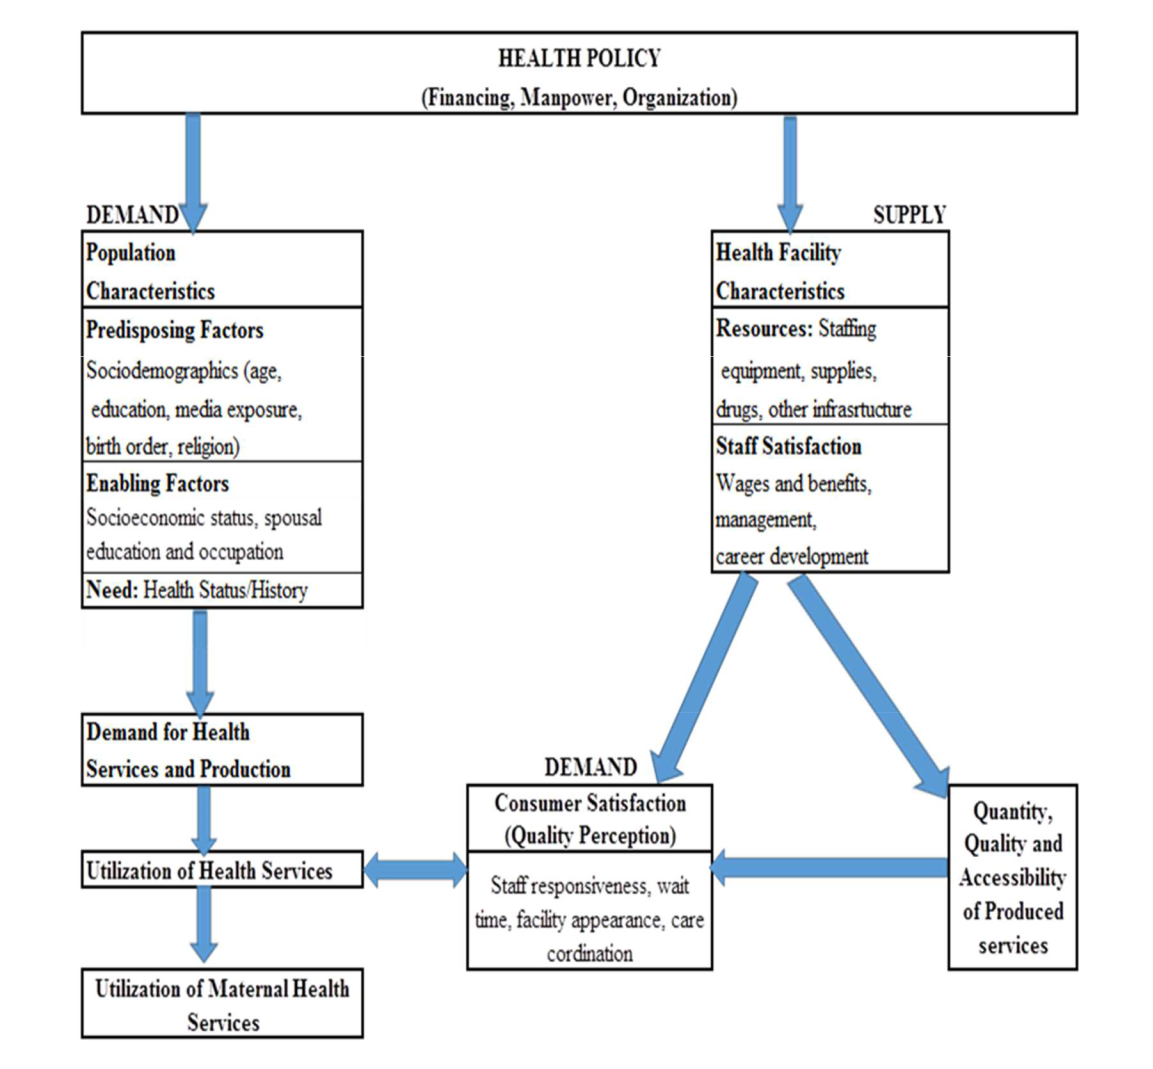 HEALTH POLICY
(Financing, Manpower, Organization)
DEMAND
Population
Characteristics
Predisposing Factors
Sociodemographics (age,
education, media exposure,
birth order, religion)
Enabling Factors
Socioeconomic status, spousal
education and occupation
Need: Health Status/History
Demand for Health
Services and Production
Utilization of Health Services
Utilization of Maternal Health
Services
SUPPLY
Health Facility
Characteristics
Resources: Staffing
equipment, supplies,
drugs, other infrasrtucture
Staff Satisfaction
Wages and benefits,
management,
career development
DEMAND
Consumer Satisfaction
(Quality Perception)
Staff responsiveness, wait
time, facility appearance, care
cordination
Quantity,
Quality and
Accessibility
of Produced
services